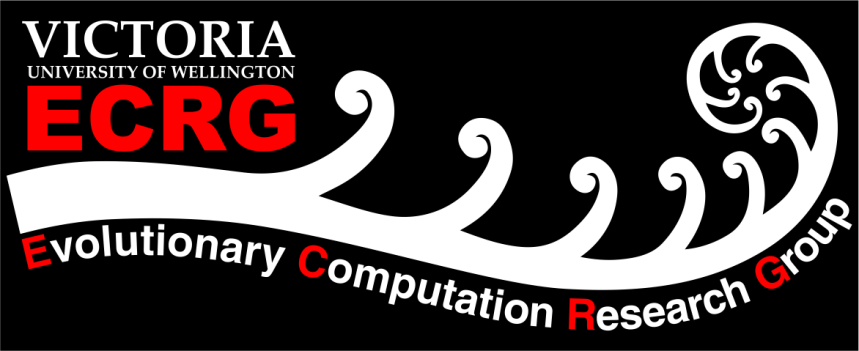 VICTORIA
UNIVERSITY OF WELLINGTON
ECRG
Evolutionary Computation Research Group